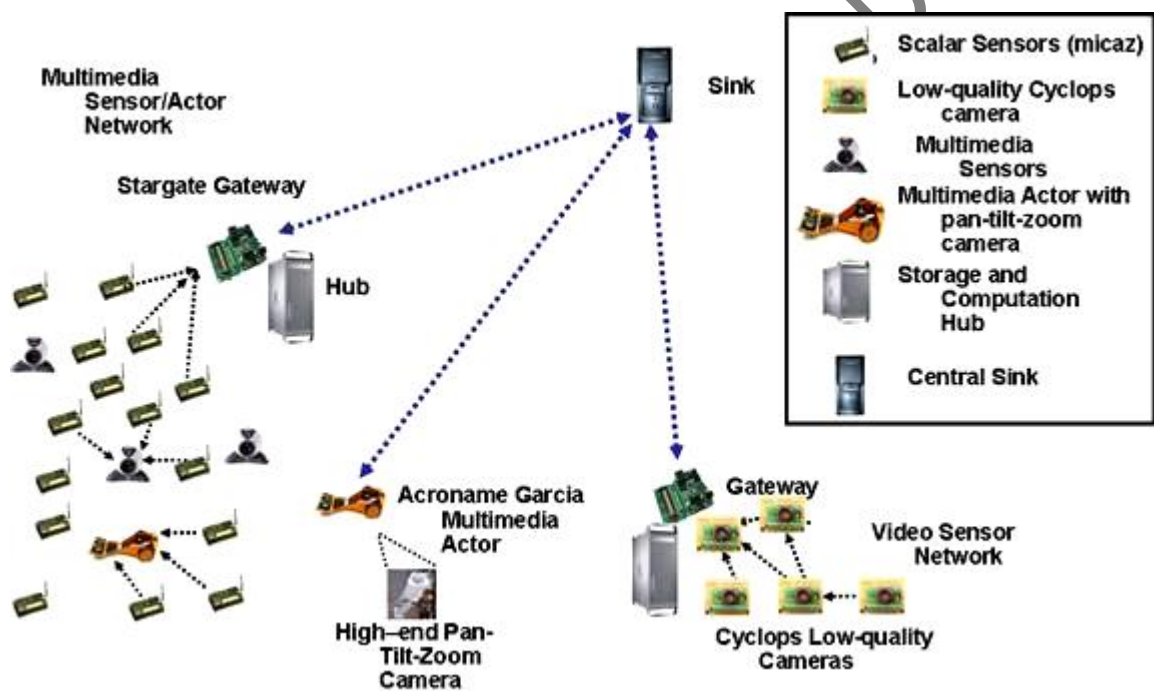 Multimedia
Sensor/Actor
Network
Stargate Gateway
Hub
Sink
Scalar Sensors (micaz)
Low-quality Cyclops
camera
Multimedia
Sensors
Multimedia Actor with
pan-tilt-zoom
camera
Storage and
Computation
Hub
Central Sink
Acroname Garcia
Multimedia
Actor
High–end Pan-
Tilt-Zoom
Camera
Gateway
Video Sensor
Network
Cyclops Low-quality
Cameras